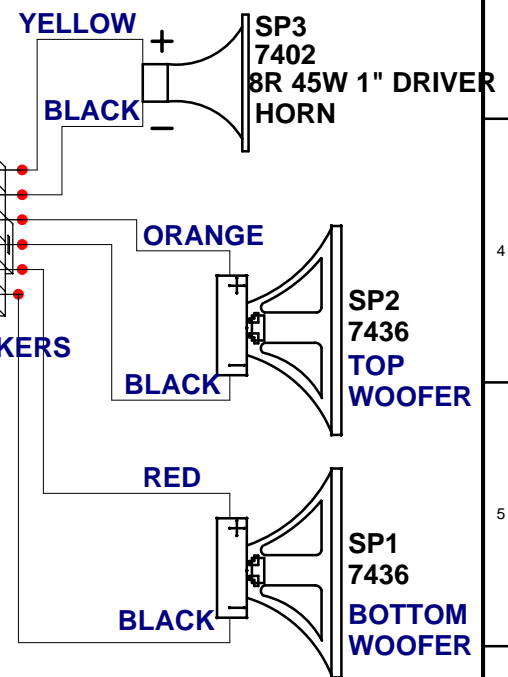 YELLOW
+
SP3
7402
8R 45W 1" DRIVER
HORN
BLACK
–
ORANGE
4
+
SP2
7436
TOP
WOOFER
–
KERS
BLACK
RED
5
+
SP1
7436
BOTTOM
WOOFER
–
BLACK